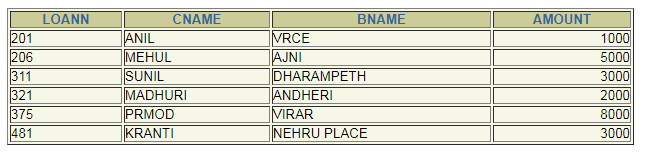 LOANN CNAME BNAME AMOUNT
201 ANIL VRCE 1000
206 MEHUL AJNI 5000
311 SUNIL DHARAMPETH 3000
321 MADHURI ANDHERI 2000
375 PRMOD VIRAR 8000
481 KRANTI NEHRU PLACE 3000